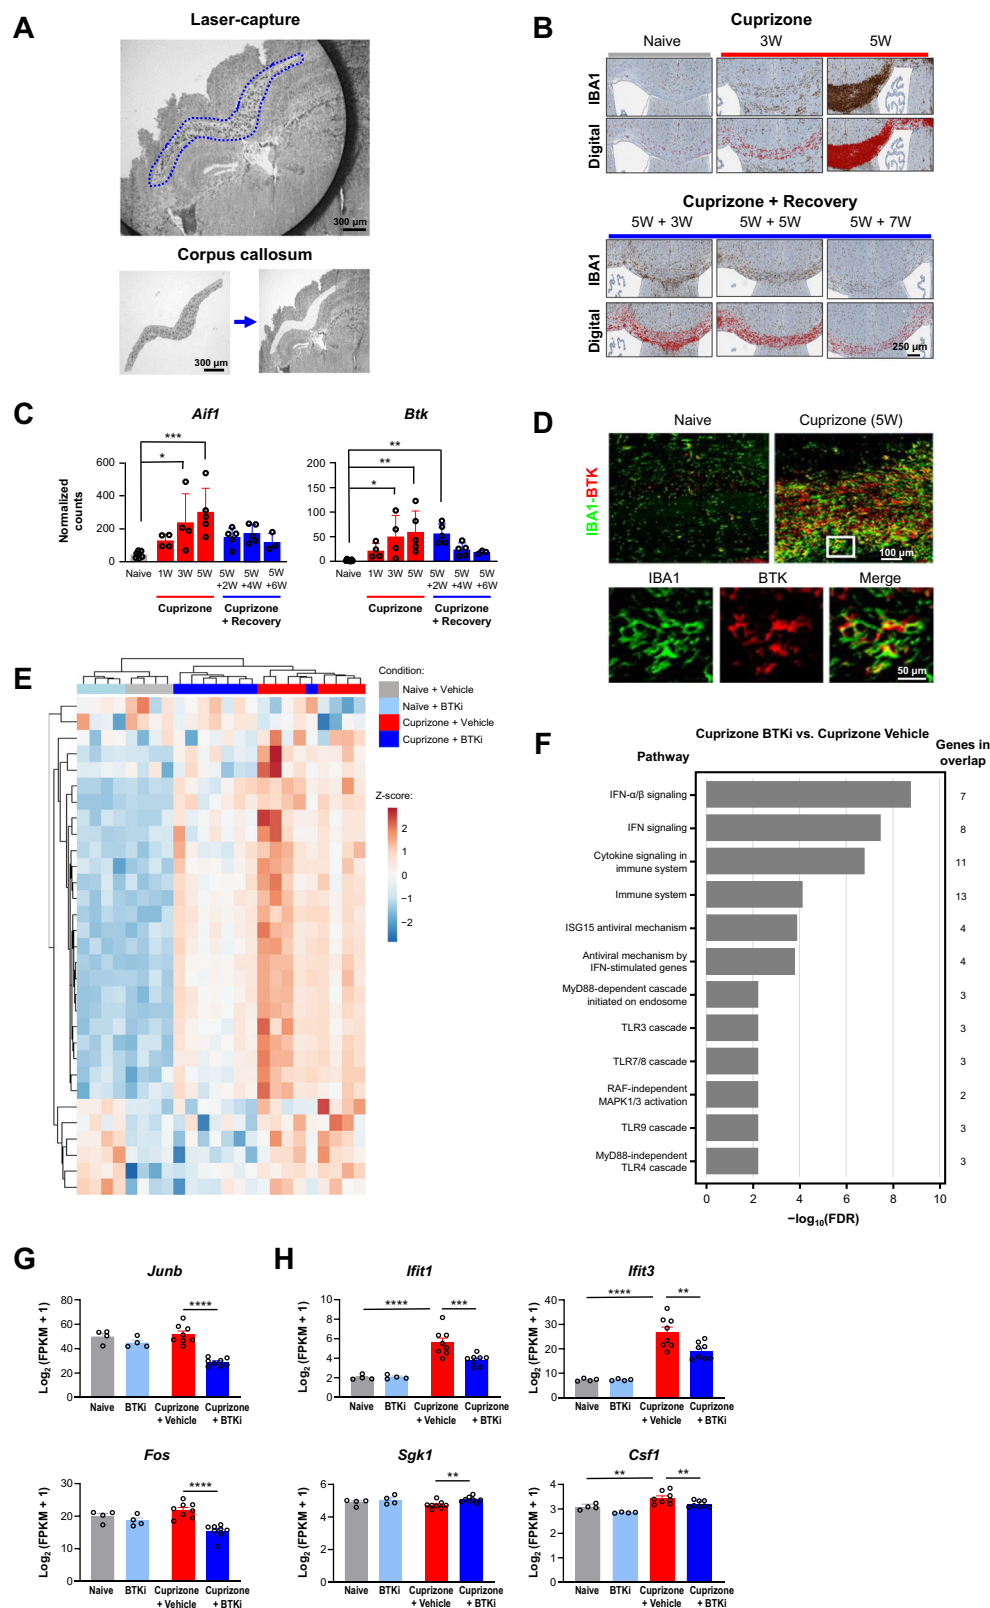 A
Laser-capture
300 µm
Corpus callosum
300 µm
B
Cuprizone
Naive 3W 5W
IBA1
Digital
Cuprizone + Recovery
5W + 3W 5W + 5W 5W + 7W
IBA1
Digital
250 µm
C
Aif1
Normalized
counts
600
400
200
0
***
*
Naive 1W 3W 5W 5W 5W 5W
+2W +4W +6W
Cuprizone Cuprizone
+ Recovery
Btk
200
150
100
50
0
**
**
*
Naive 1W 3W 5W 5W 5W 5W
+2W +4W +6W
Cuprizone Cuprizone
+ Recovery
D
Naive Cuprizone (5W)
IBA1-BTK
100 µm
IBA1 BTK Merge
50 µm
E
Condition:
Naive + Vehicle
Naïve + BTKi
Cuprizone + Vehicle
Cuprizone + BTKi
Z-score:
2
1
0
−1
−2
F
Cuprizone BTKi vs. Cuprizone Vehicle
Pathway
Genes in
overlap
IFN-α/β signaling 7
IFN signaling 8
Cytokine signaling in
immune system 11
Immune system 13
ISG15 antiviral mechanism 4
Antiviral mechanism by
IFN-stimulated genes 4
MyD88-dependent cascade
initiated on endosome 3
TLR3 cascade 3
TLR7/8 cascade 3
RAF-independent
MAPK1/3 activation 2
TLR9 cascade 3
MyD88-independent
TLR4 cascade 3
0 2 4 6 8 10
−log10(FDR)
G
Junb
Log2 (FPKM + 1)
80
60
40
20
0
****
Naive BTKi Cuprizone Cuprizone
+ Vehicle + BTKi
Fos
Log2 (FPKM + 1)
30
20
10
0
****
Naive BTKi Cuprizone Cuprizone
+ Vehicle + BTKi
H
Ifit1
Log2 (FPKM + 1)
10
8
6
4
2
0
**** ***
Naive BTKi Cuprizone Cuprizone
+ Vehicle + BTKi
Ifit3
Log2 (FPKM + 1)
40
30
20
10
0
**** **
Naive BTKi Cuprizone Cuprizone
+ Vehicle + BTKi
Sgk1
Log2 (FPKM + 1)
6
4
2
0
**
Naive BTKi Cuprizone Cuprizone
+ Vehicle + BTKi
Csf1
Log2 (FPKM + 1)
4
3
2
1
0
** **
Naive BTKi Cuprizone Cuprizone
+ Vehicle + BTKi